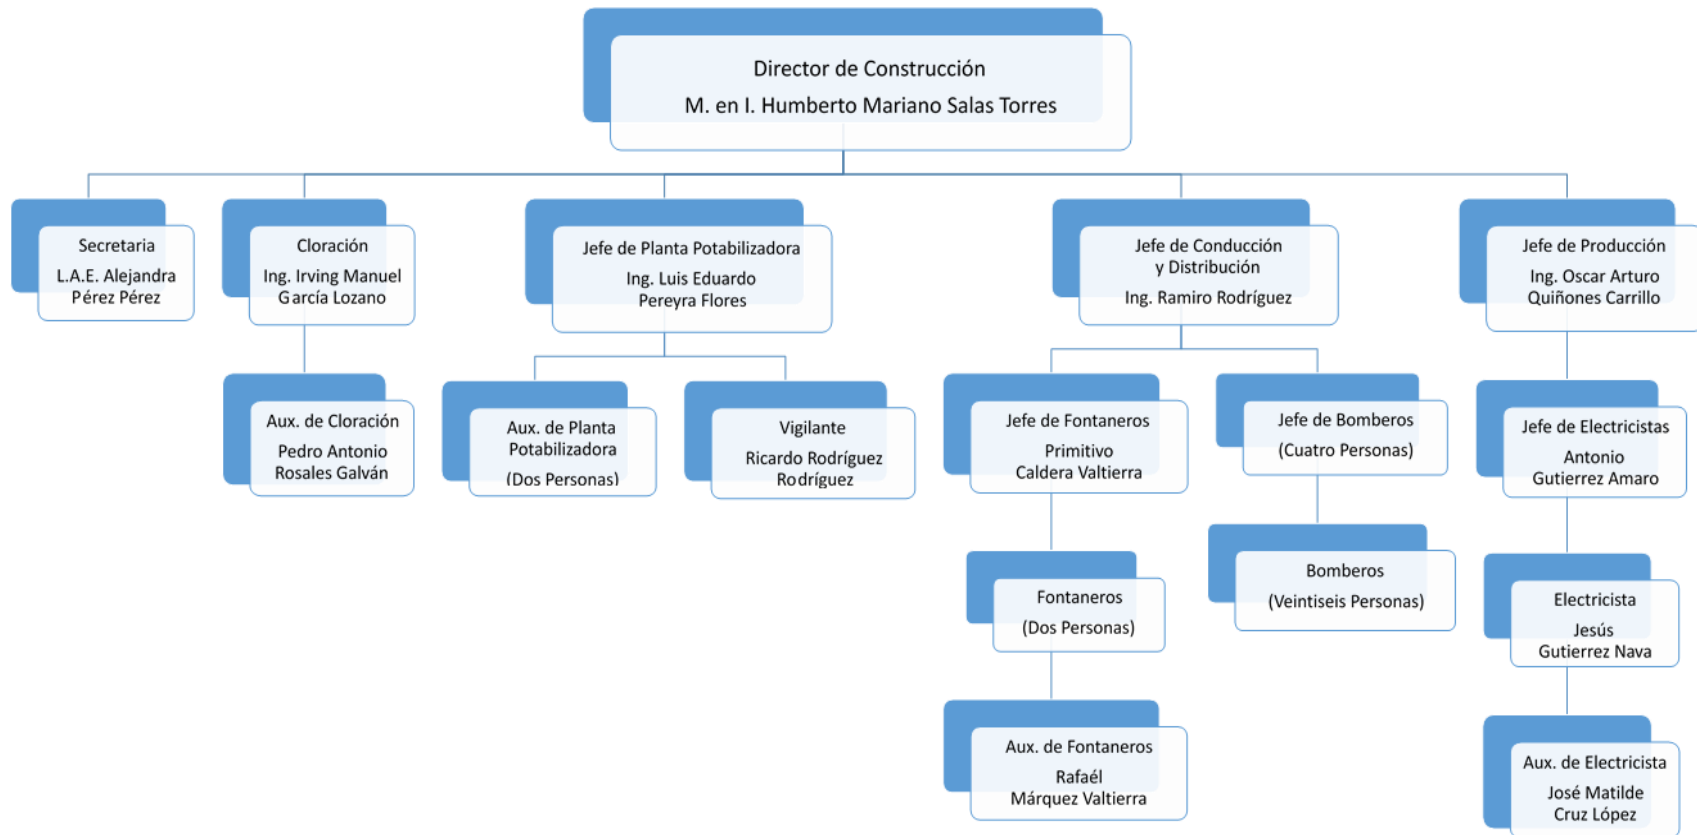 Director de Construcción
M. en I. Humberto Mariano Salas Torres
Secretaria
L.A.E. Alejandra
Pérez Pérez
Cloración
Ing. Irving Manuel
García Lozano
Jefe de Planta Potabilizadora
Ing. Luis Eduardo
Pereyra Flores
Jefe de Conducción
y Distribución
Ing. Ramiro Rodríguez
Jefe de Producción
Ing. Oscar Arturo
Quiñones Carrillo
Aux. de Cloración
Pedro Antonio
Rosales Galván
Aux. de Planta
Potabilizadora
(Dos Personas)
Vigilante
Ricardo Rodríguez
Rodríguez
Jefe de Fontaneros
Primitivo
Caldera Valtierra
Jefe de Bomberos
(Cuatro Personas)
Jefe de Electricistas
Antonio
Gutierrez Amaro
Fontaneros
(Dos Personas)
Bomberos
(Veintiseis Personas)
Electricista
Jesús
Gutierrez Nava
Aux. de Fontaneros
Rafaél
Márquez Valtierra
Aux. de Electricista
José Matilde
Cruz López